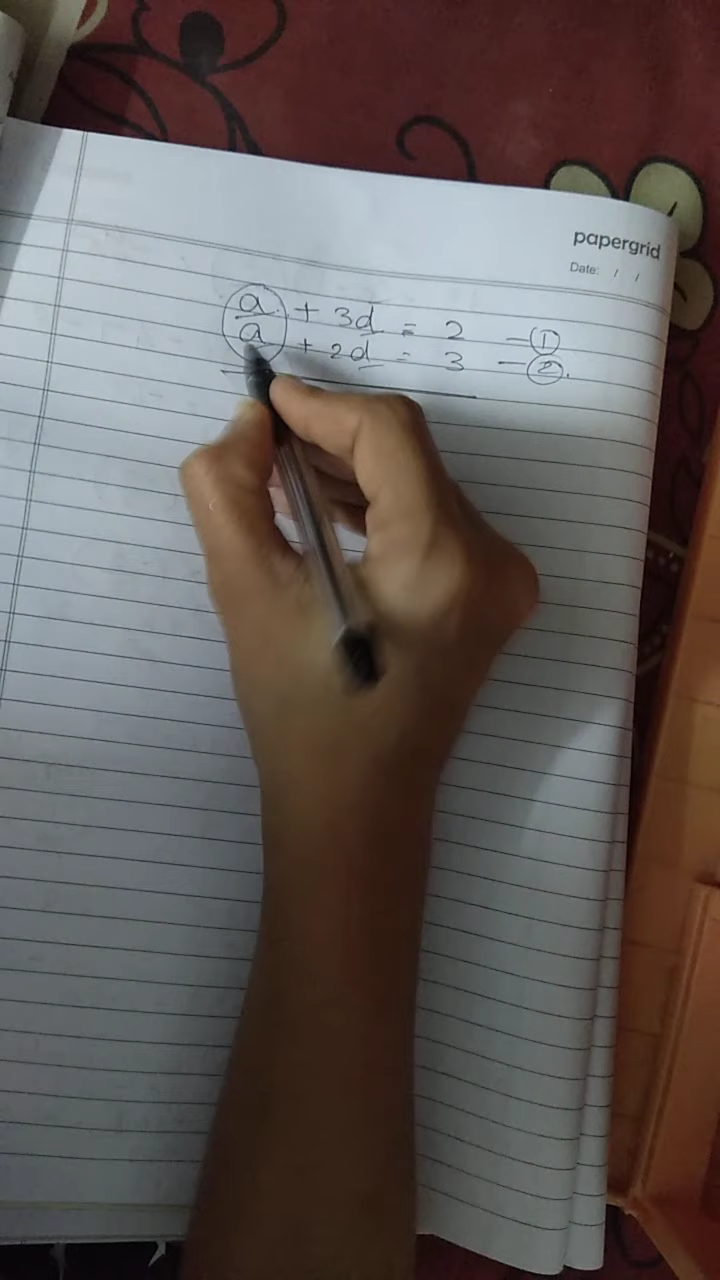 papergrid
Date: / /
a + 3d = 2 – ①
a + 2d = 3 – ②.